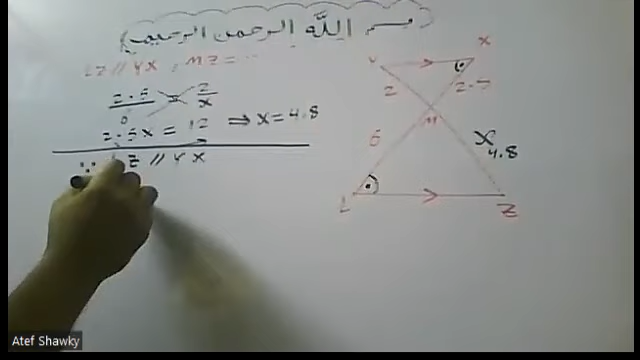 بسم الله الرحمن الرحيم
LZ // YX , MZ = ..
2.5 / 6 = 2 / x
2.5x = 12 ⇒ x = 4.8
∵ LZ // YX
Y
X
2
2.5
M
6
x
4.8
L
Z
Atef Shawky